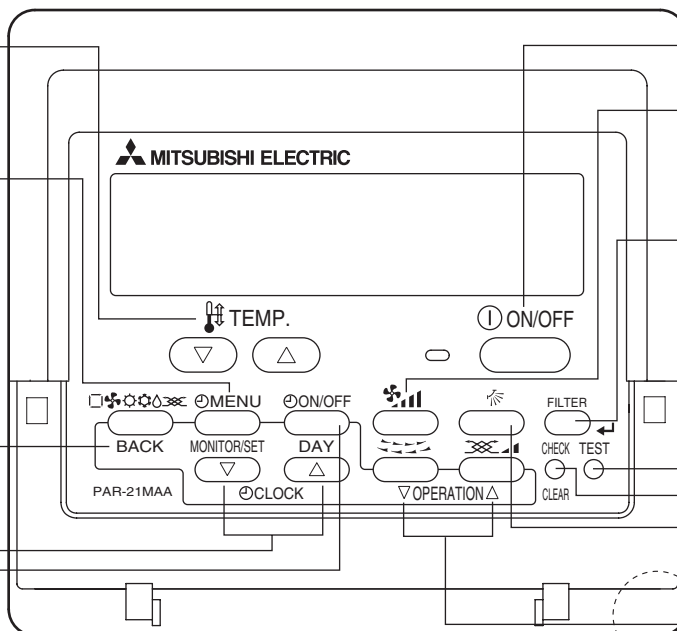 MITSUBISHI ELECTRIC
TEMP.
ON/OFF
MENU
ON/OFF
FILTER
BACK
MONITOR/SET
DAY
CHECK
TEST
PAR-21MAA
CLOCK
OPERATION
CLEAR